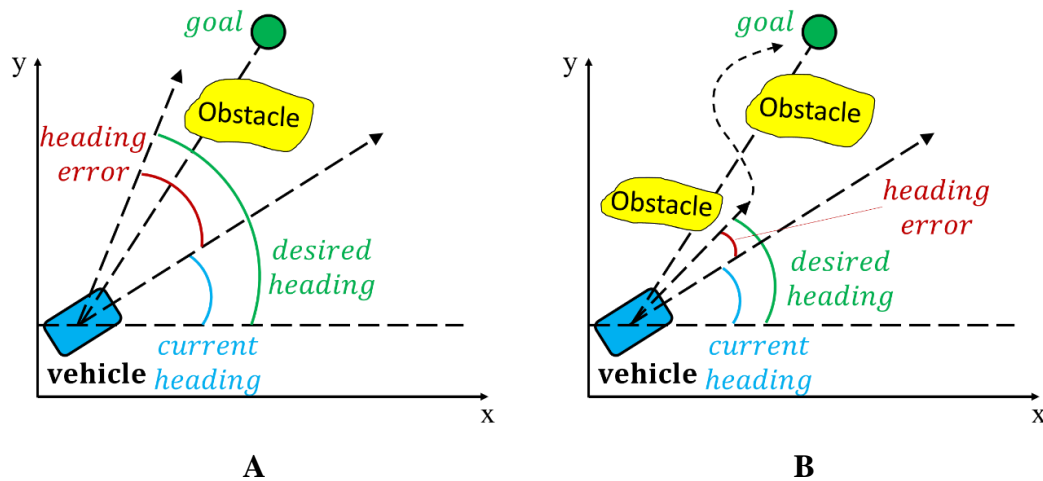 goal
y
Obstacle
heading
error
desired
heading
current
heading
vehicle
x
A
goal
y
Obstacle
Obstacle
heading
error
desired
heading
current
heading
vehicle
x
B